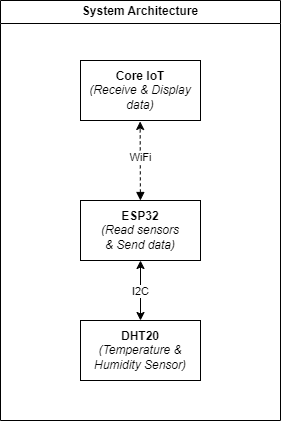 System Architecture
Core IoT
(Receive & Display
data)
WiFi
ESP32
(Read sensors
& Send data)
I2C
DHT20
(Temperature &
Humidity Sensor)